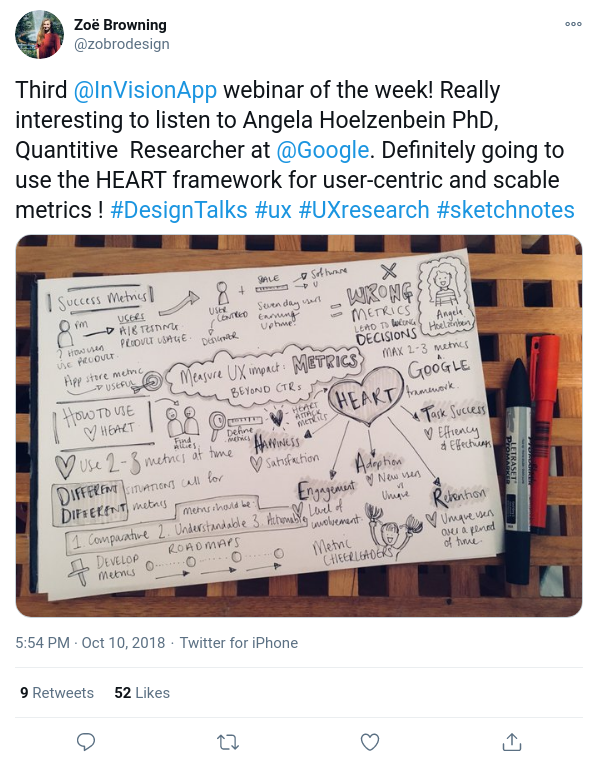 Zoë Browning
@zobrodesign
Third @InVisionApp webinar of the week! Really
interesting to listen to Angela Hoelzenbein PhD,
Quantitive  Researcher at @Google. Definitely going to
use the HEART framework for user-centric and scable
metrics ! #DesignTalks #ux #UXresearch #sketchnotes
Success Metrics
PM
USERS
A|B TESTING
PRODUCT USAGE
? HOW USER
USE PRODUCT
App store metric
USEFUL
USER
CENTRED
DESIGNER
+
SALE
Software
U
Seven day users
Earning
Uptime
=
X
WRONG
METRICS
LEAD TO WRONG
DECISIONS
Angela
Hoelzenbein
MAX 2-3 metrics
GOOGLE
framework.
Measure UX impact: METRICS
BEYOND CTRs
HEART
HOW TO USE
HEART
Find
allies
Define
metrics
HEART
ATTACK
METRICS
HAPPINESS
Satisfaction
Task Success
Efficency
& Effectiveness
Use 2-3 metrics at time
Adoption
New users
Unique
Engagement
Level of
involvement
Retention
Unique users
over a period
of time
DIFFERENT SITUATIONS call for
DIFFERENT metrics
Metrics should be:
1 Comparative 2. Understandable 3. Actionable
ROADMAPS
DEVELOP
Metrics
Metric
CHEERLEADERS
LETRASET
PROMARKER
5:54 PM · Oct 10, 2018 · Twitter for iPhone
9 Retweets 52 Likes